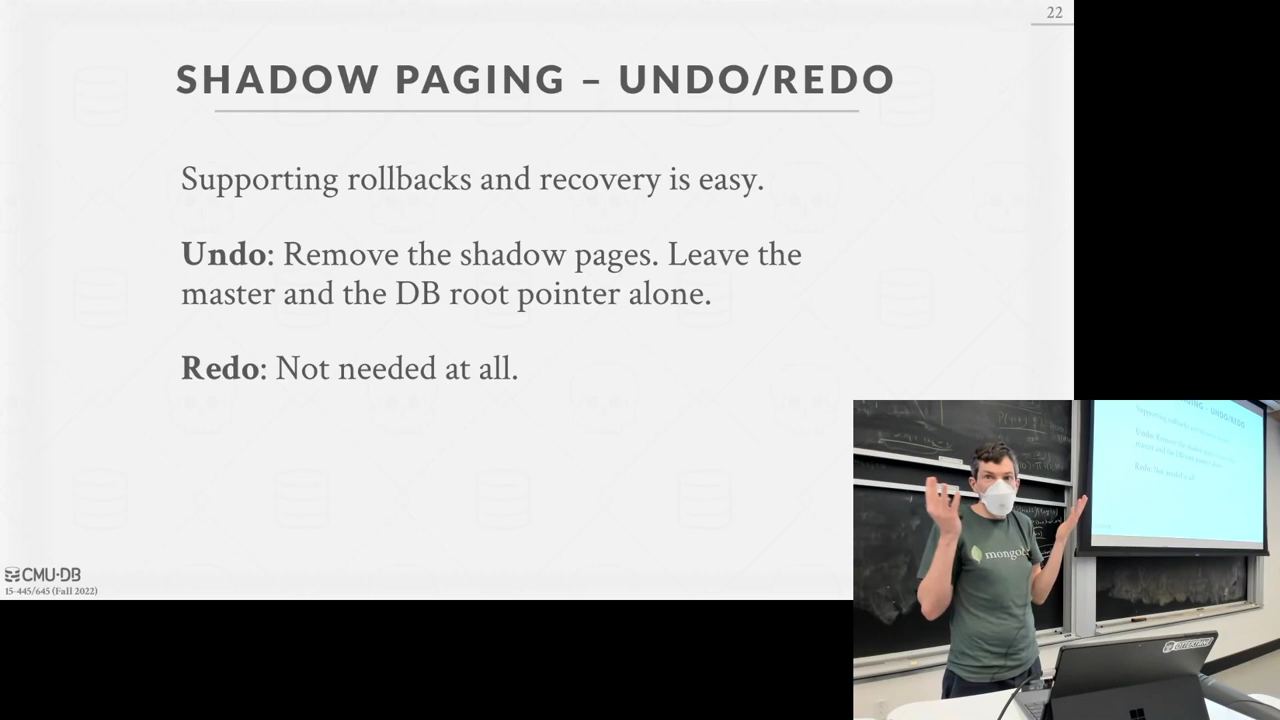 22
SHADOW PAGING – UNDO/REDO
Supporting rollbacks and recovery is easy.
Undo: Remove the shadow pages. Leave the
master and the DB root pointer alone.
Redo: Not needed at all.
CMU·DB
15-445/645 (Fall 2022)